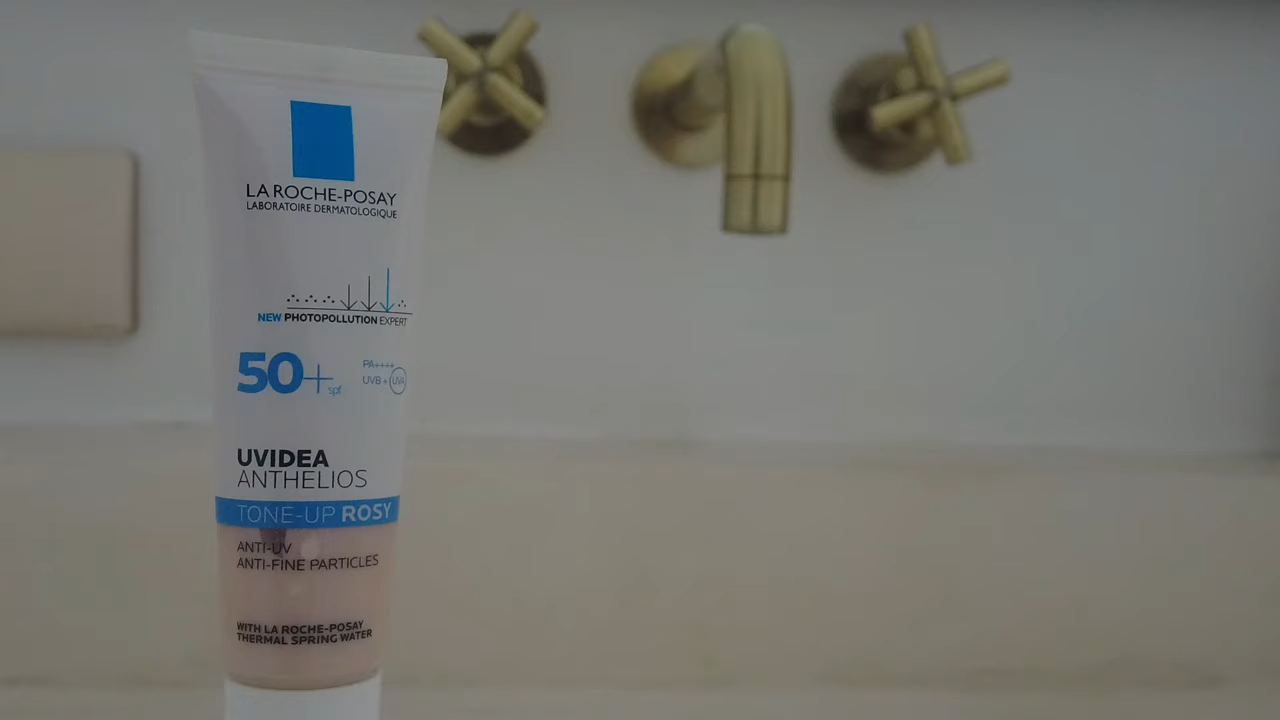 LA ROCHE-POSAY
LABORATOIRE DERMATOLOGIQUE
NEW PHOTOPOLLUTION EXPERT
50+ spf
PA++++
UVB + UVA
UVIDEA
ANTHELIOS
TONE-UP ROSY
ANTI-UV
ANTI-FINE PARTICLES
WITH LA ROCHE-POSAY
THERMAL SPRING WATER